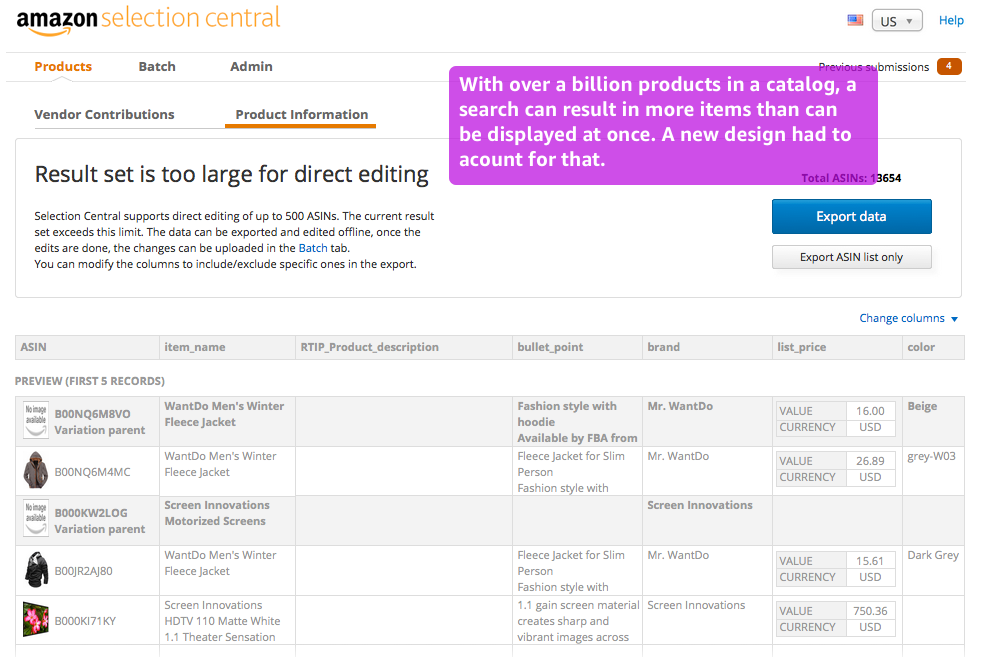 amazon selection central
US
Help
Products
Batch
Admin
Previous submissions
4
With over a billion products in a catalog, a
search can result in more items than can
be displayed at once. A new design had to
acount for that.
Vendor Contributions
Product Information
Result set is too large for direct editing
Total ASINs: 13654
Selection Central supports direct editing of up to 500 ASINs. The current result
set exceeds this limit. The data can be exported and edited offline, once the
edits are done, the changes can be uploaded in the Batch tab.
You can modify the columns to include/exclude specific ones in the export.
Export data
Export ASIN list only
Change columns
ASIN item_name RTIP_Product_description bullet_point brand list_price color
PREVIEW (FIRST 5 RECORDS)
No image
available
B00NQ6M8VO
Variation parent
WantDo Men's Winter
Fleece Jacket
Fashion style with
hoodie
Available by FBA from
Mr. WantDo
VALUE 16.00
CURRENCY USD
Beige
B00NQ6M4MC
WantDo Men's Winter
Fleece Jacket
Fleece Jacket for Slim
Person
Fashion style with
Mr. WantDo
VALUE 26.89
CURRENCY USD
grey-W03
No image
available
B000KW2LOG
Variation parent
Screen Innovations
Motorized Screens
Screen Innovations
B00JR2AJ80
WantDo Men's Winter
Fleece Jacket
Fleece Jacket for Slim
Person
Fashion style with
Mr. WantDo
VALUE 15.61
CURRENCY USD
Dark Grey
B000KI71KY
Screen Innovations
HDTV 110 Matte White
1.1 Theater Sensation
1.1 gain screen material
creates sharp and
vibrant images across
Screen Innovations
VALUE 750.36
CURRENCY USD